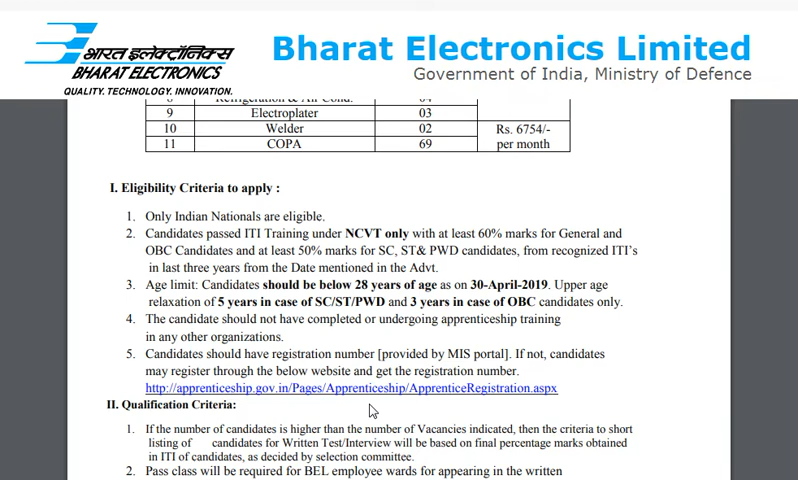 भारत इलेक्ट्रॉनिक्स
BHARAT ELECTRONICS
QUALITY. TECHNOLOGY. INNOVATION.
Bharat Electronics Limited
Government of India, Ministry of Defence
8 Refrigeration & Air Cond. 04
9 Electroplater 03
10 Welder 02 Rs. 6754/-
11 COPA 69 per month
I. Eligibility Criteria to apply :
1. Only Indian Nationals are eligible.
2. Candidates passed ITI Training under NCVT only with at least 60% marks for General and
OBC Candidates and at least 50% marks for SC, ST& PWD candidates, from recognized ITI's
in last three years from the Date mentioned in the Advt.
3. Age limit: Candidates should be below 28 years of age as on 30-April-2019. Upper age
relaxation of 5 years in case of SC/ST/PWD and 3 years in case of OBC candidates only.
4. The candidate should not have completed or undergoing apprenticeship training
in any other organizations.
5. Candidates should have registration number [provided by MIS portal]. If not, candidates
may register through the below website and get the registration number.
http://apprenticeship.gov.in/Pages/Apprenticeship/ApprenticeRegistration.aspx
II. Qualification Criteria:
1. If the number of candidates is higher than the number of Vacancies indicated, then the criteria to short
listing of candidates for Written Test/Interview will be based on final percentage marks obtained
in ITI of candidates, as decided by selection committee.
2. Pass class will be required for BEL employee wards for appearing in the written